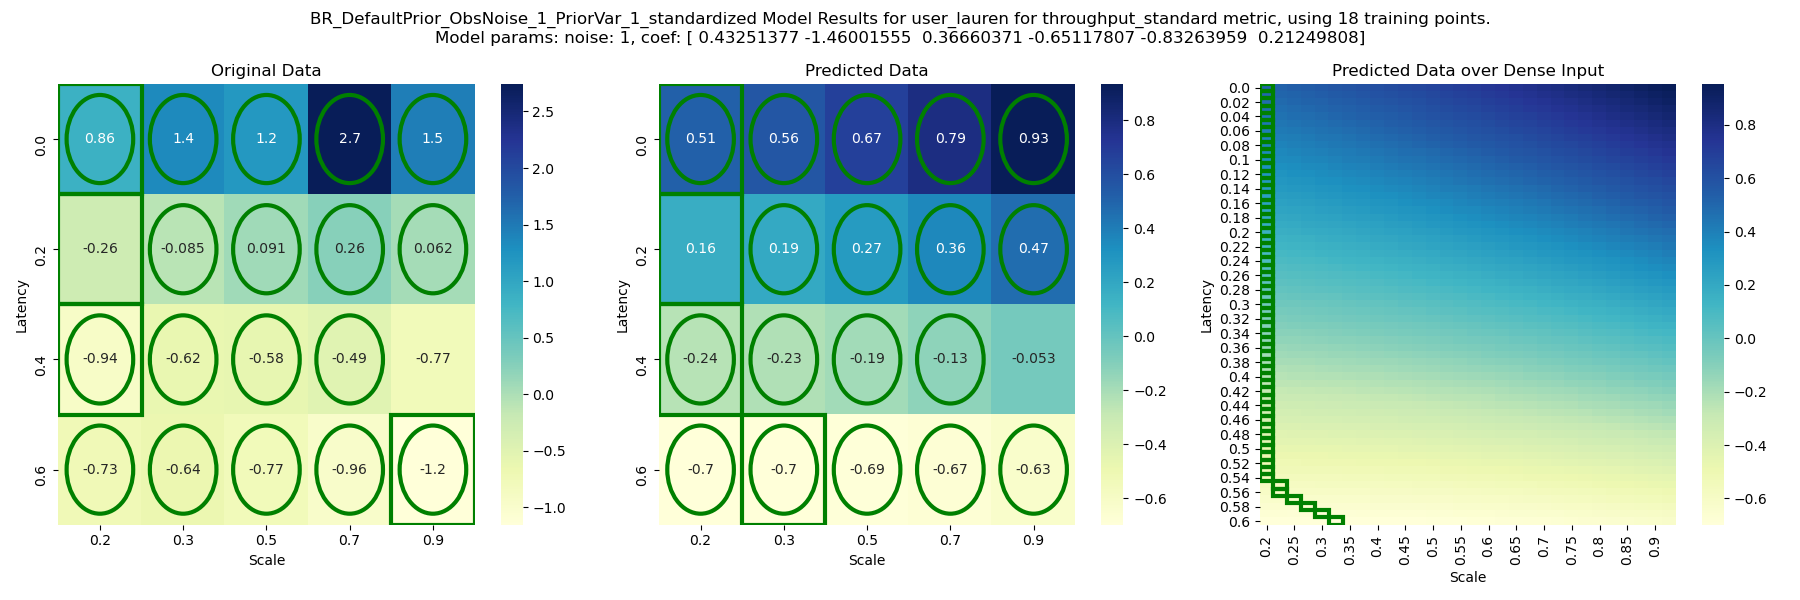 BR_DefaultPrior_ObsNoise_1_PriorVar_1_standardized Model Results for user_lauren for throughput_standard metric, using 18 training points.
Model params: noise: 1, coef: [ 0.43251377 -1.46001555  0.36660371 -0.65117807 -0.83263959  0.21249808]
Original Data
0.86 1.4 1.2 2.7 1.5
-0.26 -0.085 0.091 0.26 0.062
-0.94 -0.62 -0.58 -0.49 -0.77
-0.73 -0.64 -0.77 -0.96 -1.2
0.0
0.2
0.4
0.6
Latency
0.2 0.3 0.5 0.7 0.9
Scale
2.5
2.0
1.5
1.0
0.5
0.0
−0.5
−1.0
Predicted Data
0.51 0.56 0.67 0.79 0.93
0.16 0.19 0.27 0.36 0.47
-0.24 -0.23 -0.19 -0.13 -0.053
-0.7 -0.7 -0.69 -0.67 -0.63
0.0
0.2
0.4
0.6
Latency
0.2 0.3 0.5 0.7 0.9
Scale
0.8
0.6
0.4
0.2
0.0
−0.2
−0.4
−0.6
Predicted Data over Dense Input
0.0
0.02
0.04
0.06
0.08
0.1
0.12
0.14
0.16
0.18
0.2
0.22
0.24
0.26
0.28
0.3
0.32
0.34
0.36
0.38
0.4
0.42
0.44
0.46
0.48
0.5
0.52
0.54
0.56
0.58
0.6
Latency
0.2 0.25 0.3 0.35 0.4 0.45 0.5 0.55 0.6 0.65 0.7 0.75 0.8 0.85 0.9
Scale
0.8
0.6
0.4
0.2
0.0
−0.2
−0.4
−0.6